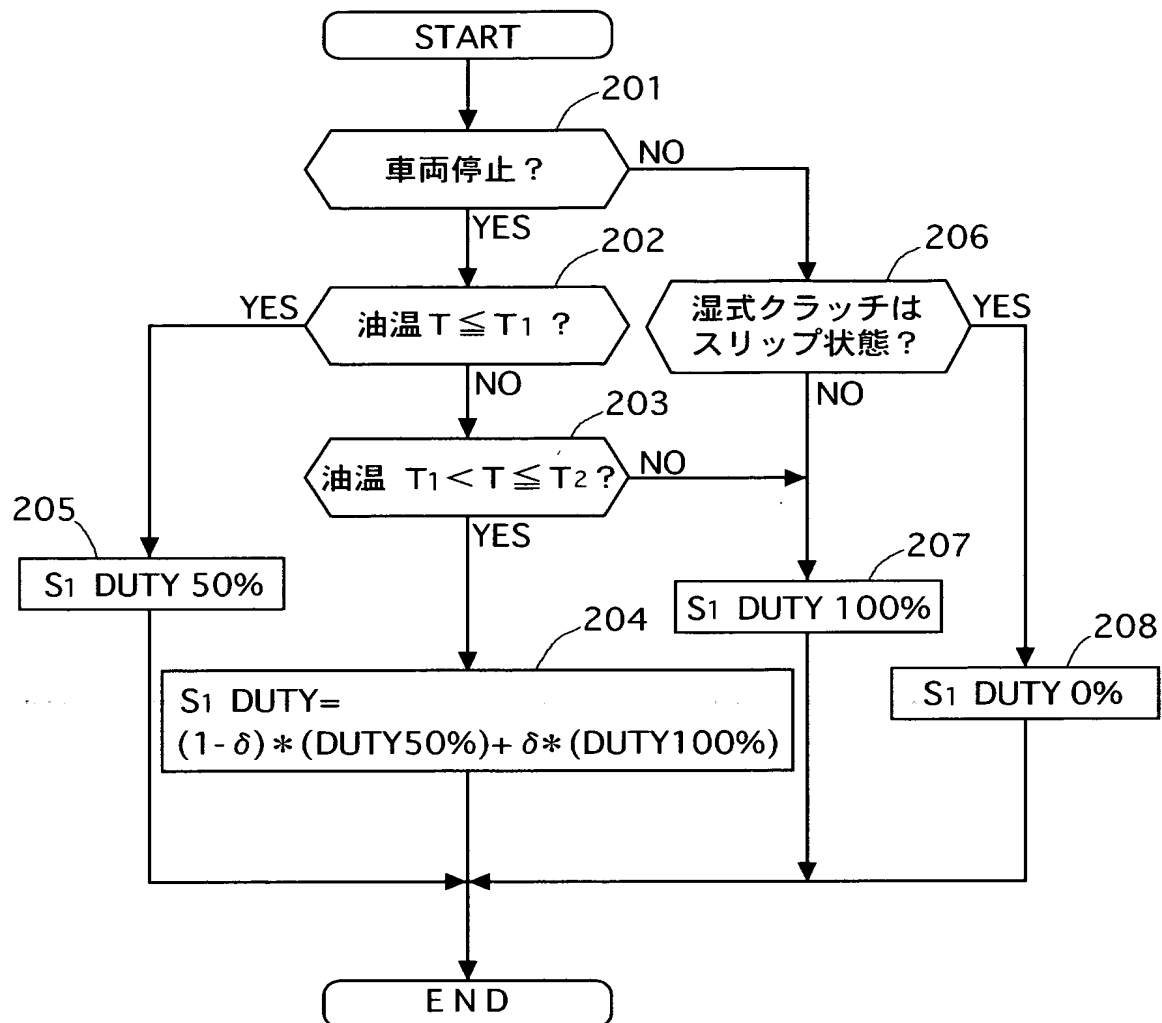 START
201
車両停止?
NO
YES
202
206
YES
油温T≦T1?
湿式クラッチは
スリップ状態?
YES
NO
NO
203
油温 T1<T≦T2?
NO
205
YES
207
S1 DUTY 50%
S1 DUTY 100%
204
208
S1 DUTY=
(1-δ)*(DUTY50%)+δ*(DUTY100%)
S1 DUTY 0%
END